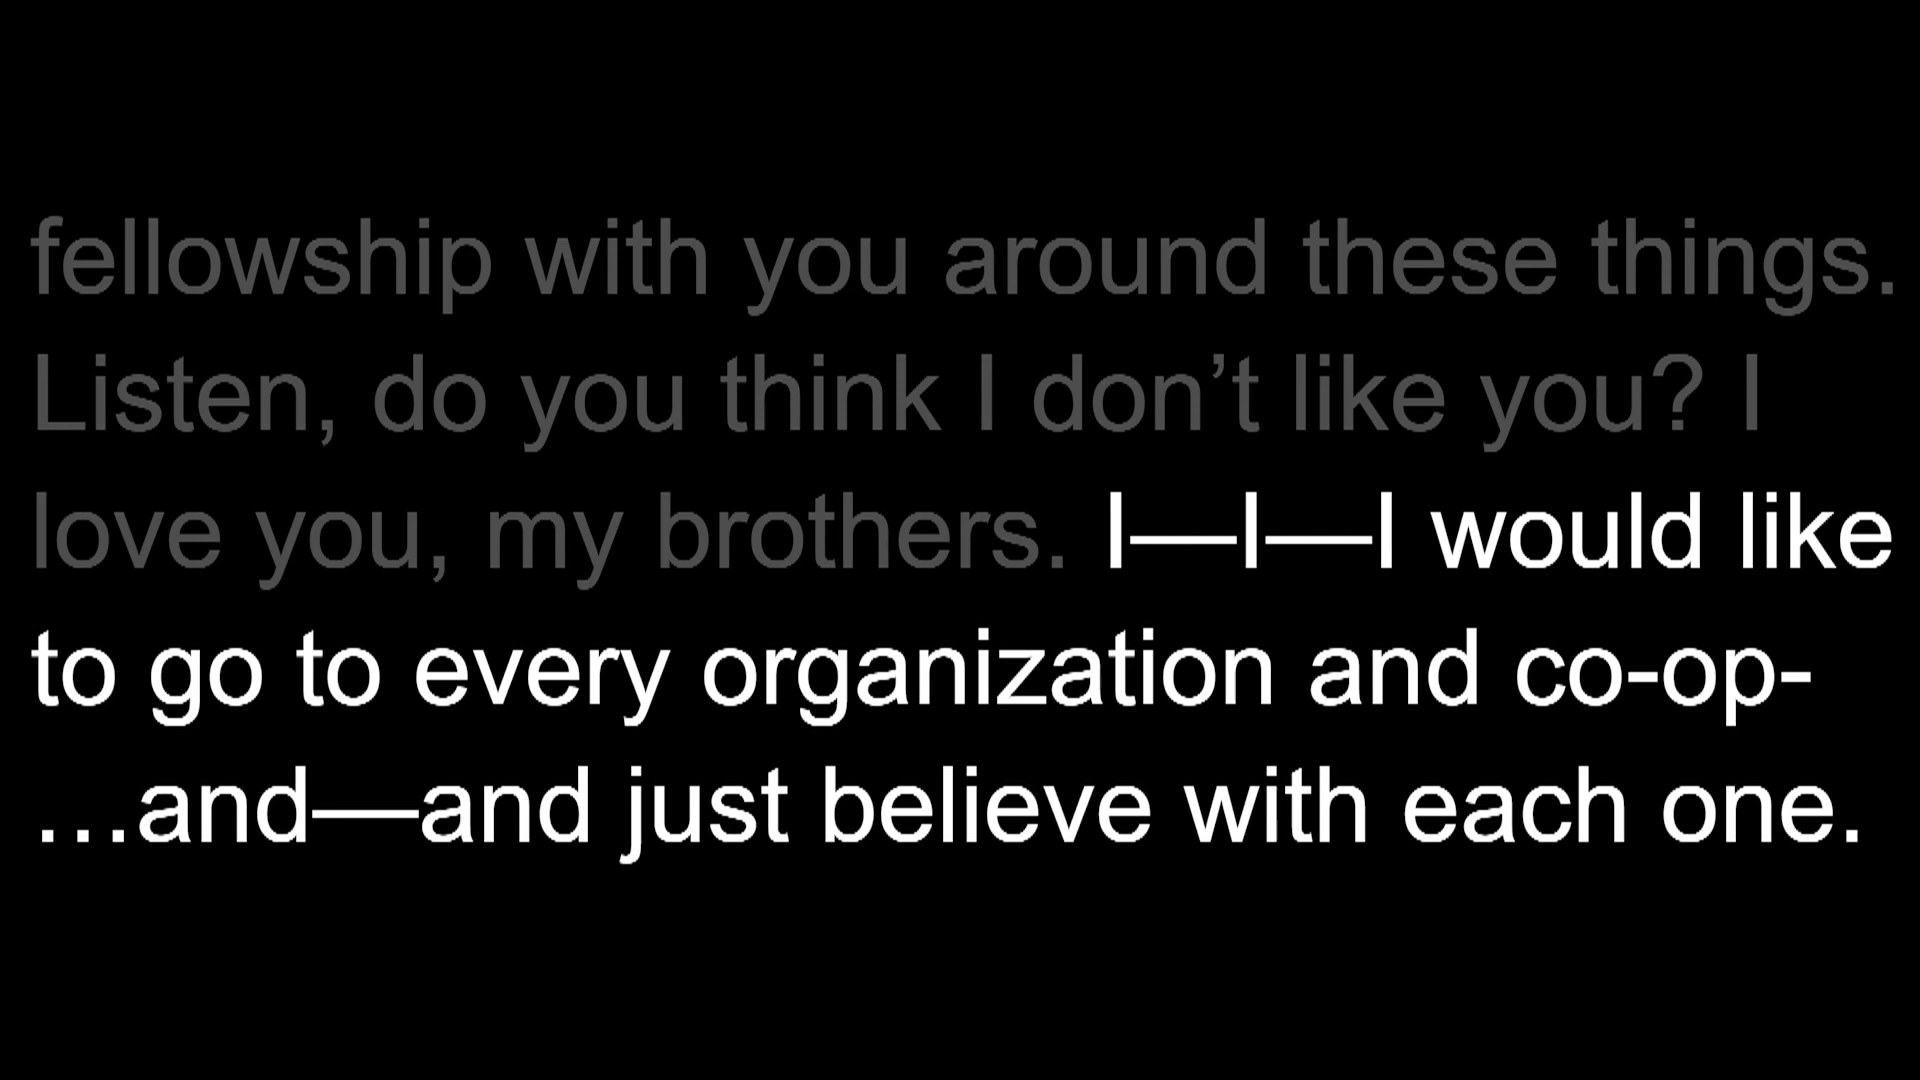 fellowship with you around these things.
Listen, do you think I don’t like you? I
love you, my brothers. I—I—I would like
to go to every organization and co-op-
…and—and just believe with each one.